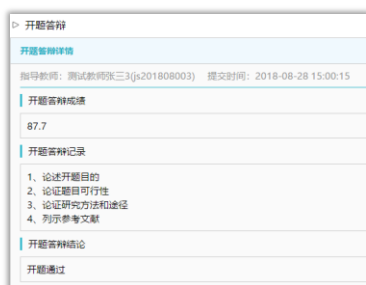 开题答辩
开题答辩详情
指导教师：测试教师张三3(js201808003) 提交时间：2018-08-28 15:00:15
开题答辩成绩
87.7
开题答辩记录
1、论述开题目的
2、论证题目可行性
3、论证研究方法和途径
4、列示参考文献
开题答辩结论
开题通过